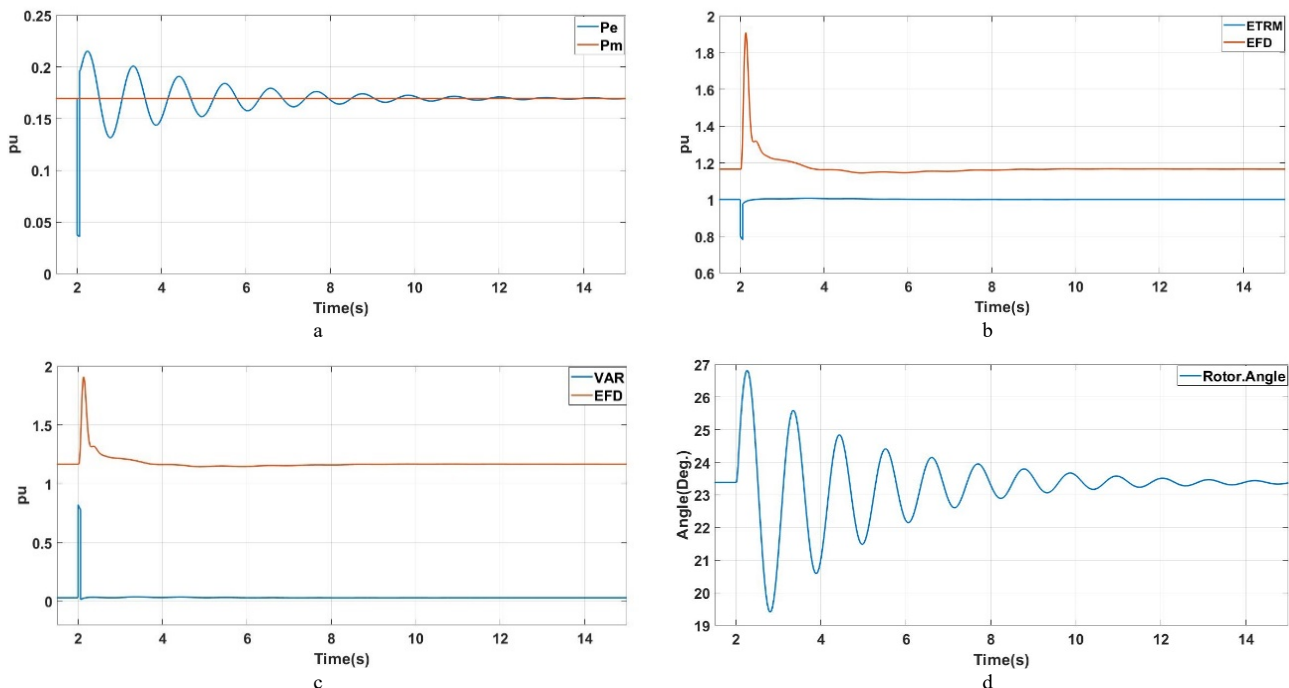 0.25
0.2
0.15
0.1
0.05
0
pu
2
4
6
8
10
12
14
Time(s)
Pe
Pm
a
2
1.8
1.6
1.4
1.2
1
0.8
0.6
pu
2
4
6
8
10
12
14
Time(s)
ETRM
EFD
b
2
1.5
1
0.5
0
pu
2
4
6
8
10
12
14
Time(s)
VAR
EFD
c
27
26
25
24
23
22
21
20
19
Angle(Deg.)
2
4
6
8
10
12
14
Time(s)
Rotor.Angle
d